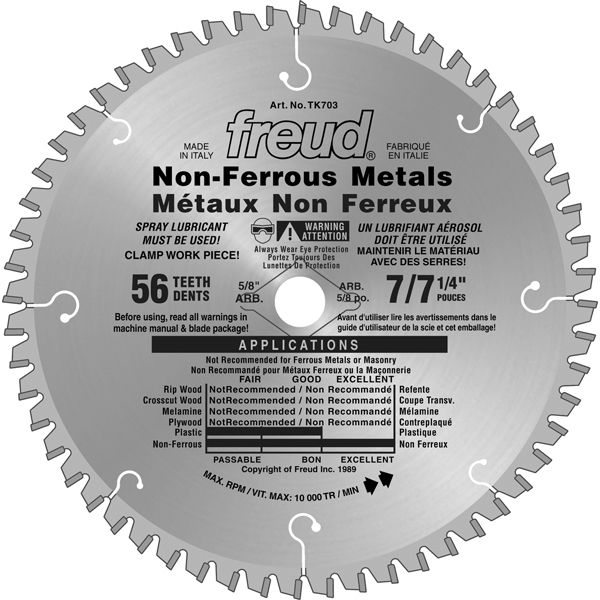 Art. No. TK703
freud®
MADE IN ITALY
FABRIQUÉ EN ITALIE
Non-Ferrous Metals
Métaux Non Ferreux
SPRAY LUBRICANT
MUST BE USED!
CLAMP WORK PIECE!
WARNING
ATTENTION
Always Wear Eye Protection
Portez Toujours Des
Lunettes De Protection
UN LUBRIFIANT AÉROSOL
DOIT ÊTRE UTILISÉ
MAINTENIR LE MATÉRIAU
AVEC DES SERRES!
56 TEETH DENTS
5/8" ARB.
ARB. 5/8 po.
7/7 1/4" POUCES
Before using, read all warnings in
machine manual & blade package!
Avant d'utiliser lire les avertissements dans le
guide d'utilisateur de la scie et cet emballage!
APPLICATIONS
Not Recommended for Ferrous Metals or Masonry
Non Recommandé pour Métaux Ferreux ou la Maçonnerie
FAIR GOOD EXCELLENT
Rip Wood NotRecommended / Non Recommandé Refente
Crosscut Wood NotRecommended / Non Recommandé Coupe Transv.
Melamine NotRecommended / Non Recommandé Mélamine
Plywood NotRecommended / Non Recommandé Contreplaqué
Plastic Plastique
Non-Ferrous Non Ferreux
PASSABLE BON EXCELLENT
Copyright of Freud Inc. 1989
MAX. RPM / VIT. MAX: 10 000 TR / MIN